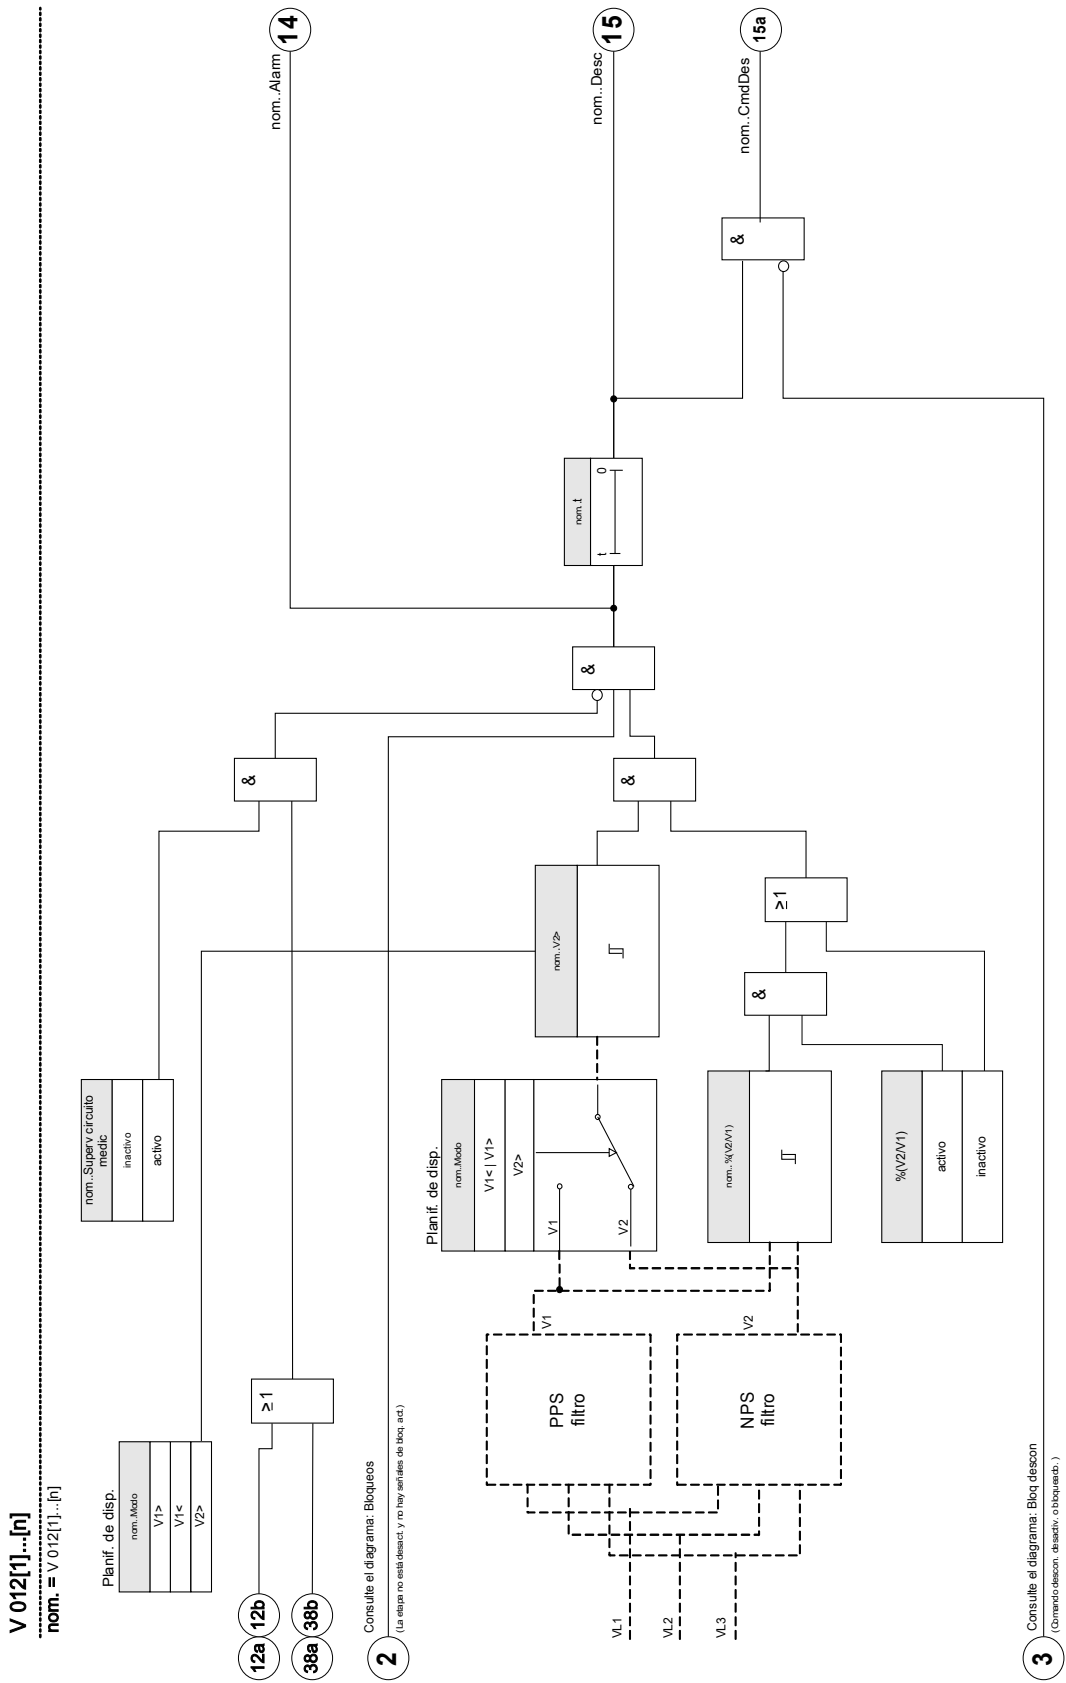 V 012[1]...[n]
nom. = V 012[1]...[n]
Planif. de disp.
nom..Modo
V1>
V1<
V2>
nom..Superv circuito
medic
inactivo
activo
12a
12b
38a
38b
≥1
&
nom..Alarm
14
2
Consulte el diagrama: Bloqueos
(La etapa no está desact. y no hay señales de bloq. act.)
Planif. de disp.
nom..Modo
V1< | V1>
V2>
V1
V2
nom..V2>
&
&
nom..t
t
0
nom..Desc
15
VL1
VL2
VL3
PPS
filtro
V1
NPS
filtro
V2
nom..%(V2/V1)
%(V2/V1)
activo
inactivo
&
≥1
&
nom..CmdDes
15a
3
Consulte el diagrama: Bloq descon
(Comando descon. desactiv. o bloqueado.)